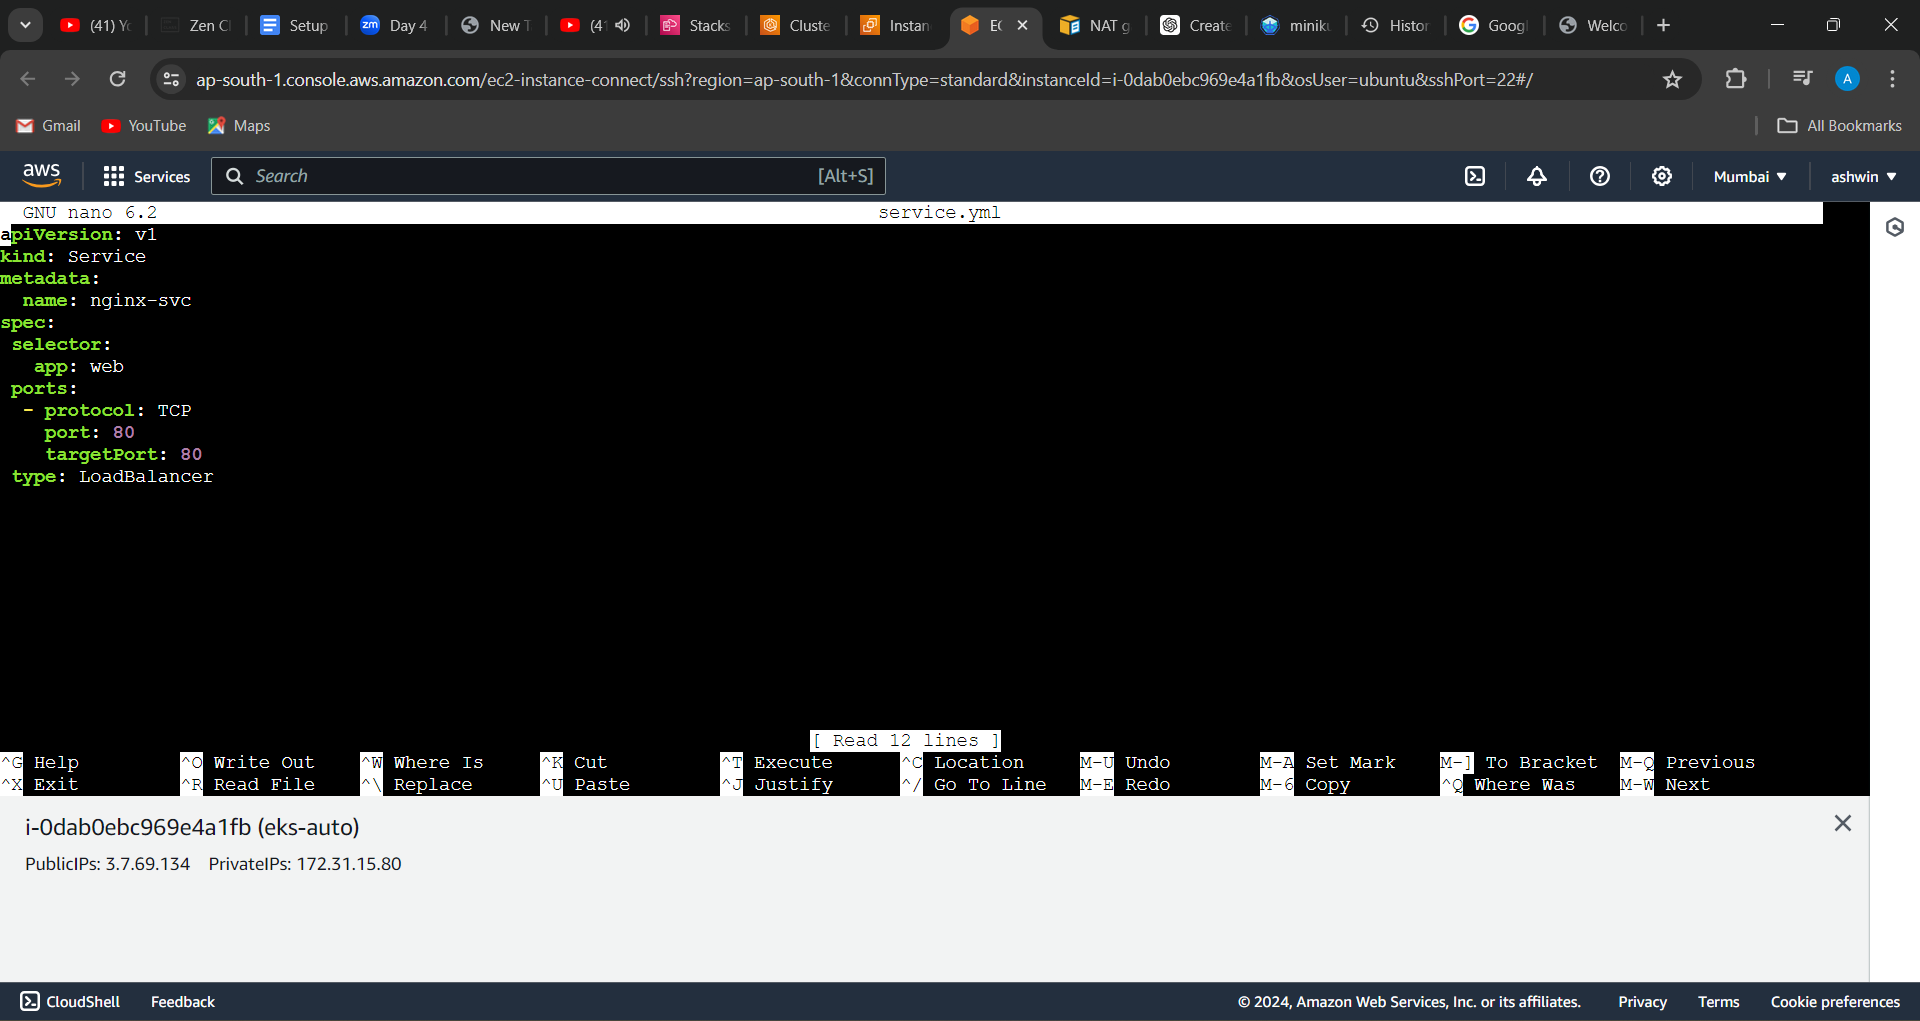 (41) Yo
Zen Cl
Setup
Day 4
New T
(41
Stacks
Cluste
Instan
EC
NAT g
Create
minik
Histor
Googl
Welco
ap-south-1.console.aws.amazon.com/ec2-instance-connect/ssh?region=ap-south-1&connType=standard&instanceId=i-0dab0ebc969e4a1fb&osUser=ubuntu&sshPort=22#/
A
Gmail
YouTube
Maps
All Bookmarks
aws
Services
Search
[Alt+S]
Mumbai
ashwin
GNU nano 6.2 service.yml
apiVersion: v1
kind: Service
metadata:
  name: nginx-svc
spec:
 selector:
   app: web
 ports:
  - protocol: TCP
    port: 80
    targetPort: 80
 type: LoadBalancer
[ Read 12 lines ]
^G Help ^O Write Out ^W Where Is ^K Cut ^T Execute ^C Location M-U Undo M-A Set Mark M-] To Bracket M-Q Previous
^X Exit ^R Read File ^\ Replace ^U Paste ^J Justify ^/ Go To Line M-E Redo M-6 Copy ^Q Where Was M-W Next
i-0dab0ebc969e4a1fb (eks-auto)
PublicIPs: 3.7.69.134 PrivateIPs: 172.31.15.80
CloudShell
Feedback
© 2024, Amazon Web Services, Inc. or its affiliates.
Privacy
Terms
Cookie preferences